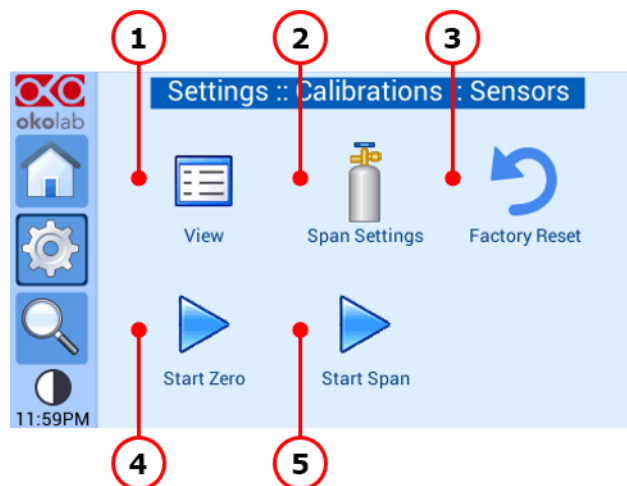 1 2 3
okolab
Settings :: Calibrations :: Sensors
View Span Settings Factory Reset
Start Zero Start Span
11:59PM
4 5